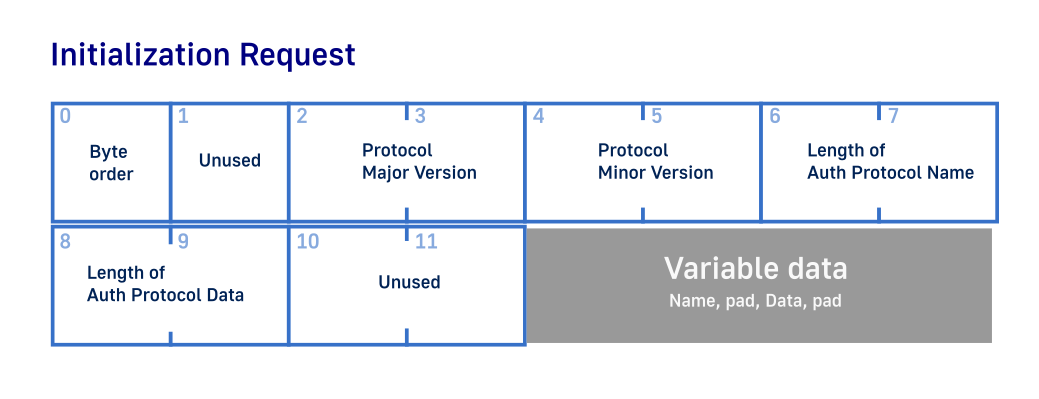 Initialization Request
0
1
2
3
4
5
6
7
Byte
order
Unused
Protocol
Major Version
Protocol
Minor Version
Length of
Auth Protocol Name
8
9
10
11
Length of
Auth Protocol Data
Unused
Variable data
Name, pad, Data, pad